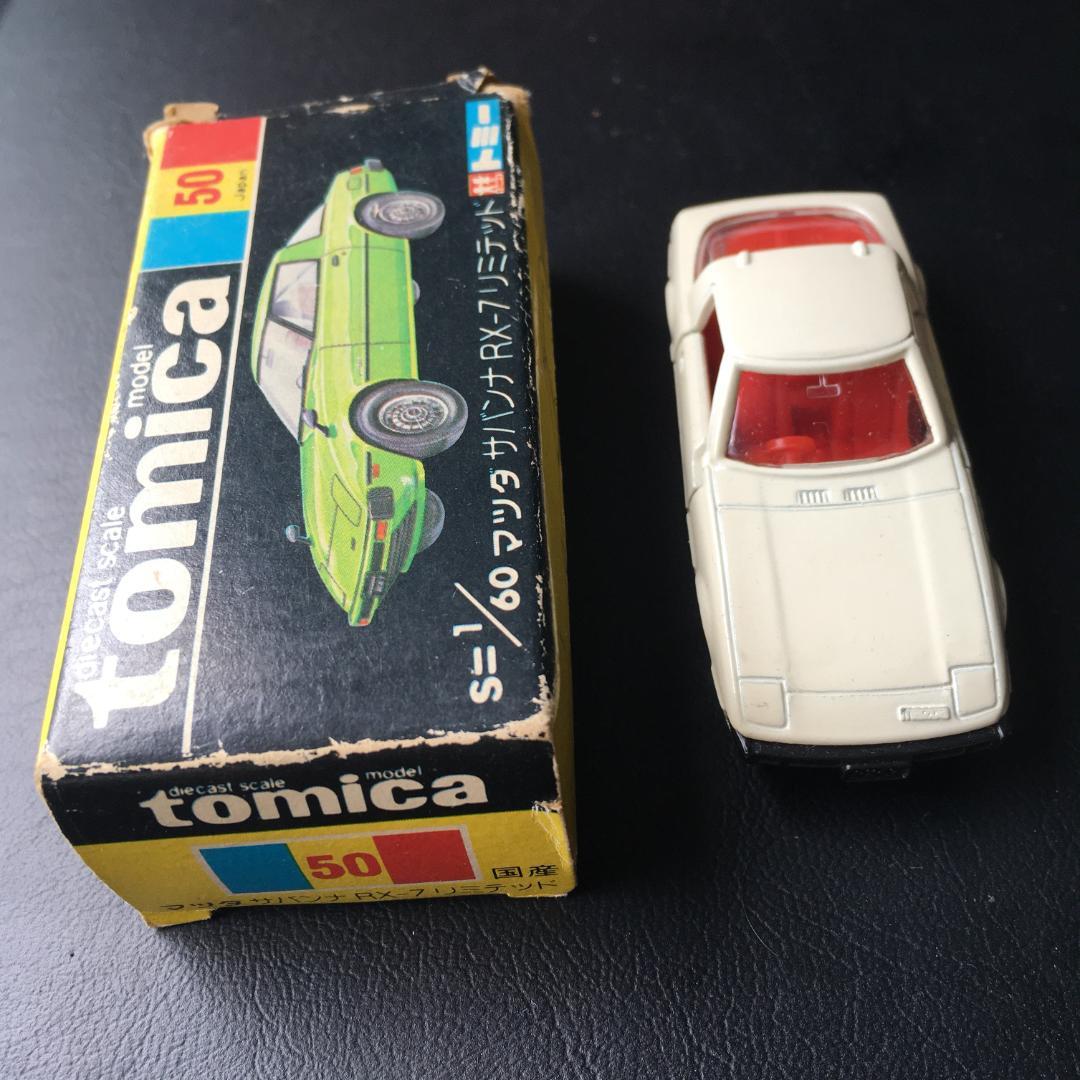 50
Japan
diecast scale model
tomica
トミー
S=1/60 マツダ サバンナ RX-7 リミテッド
diecast scale model
tomica
50
国産
マツダ サバンナ RX-7 リミテッド